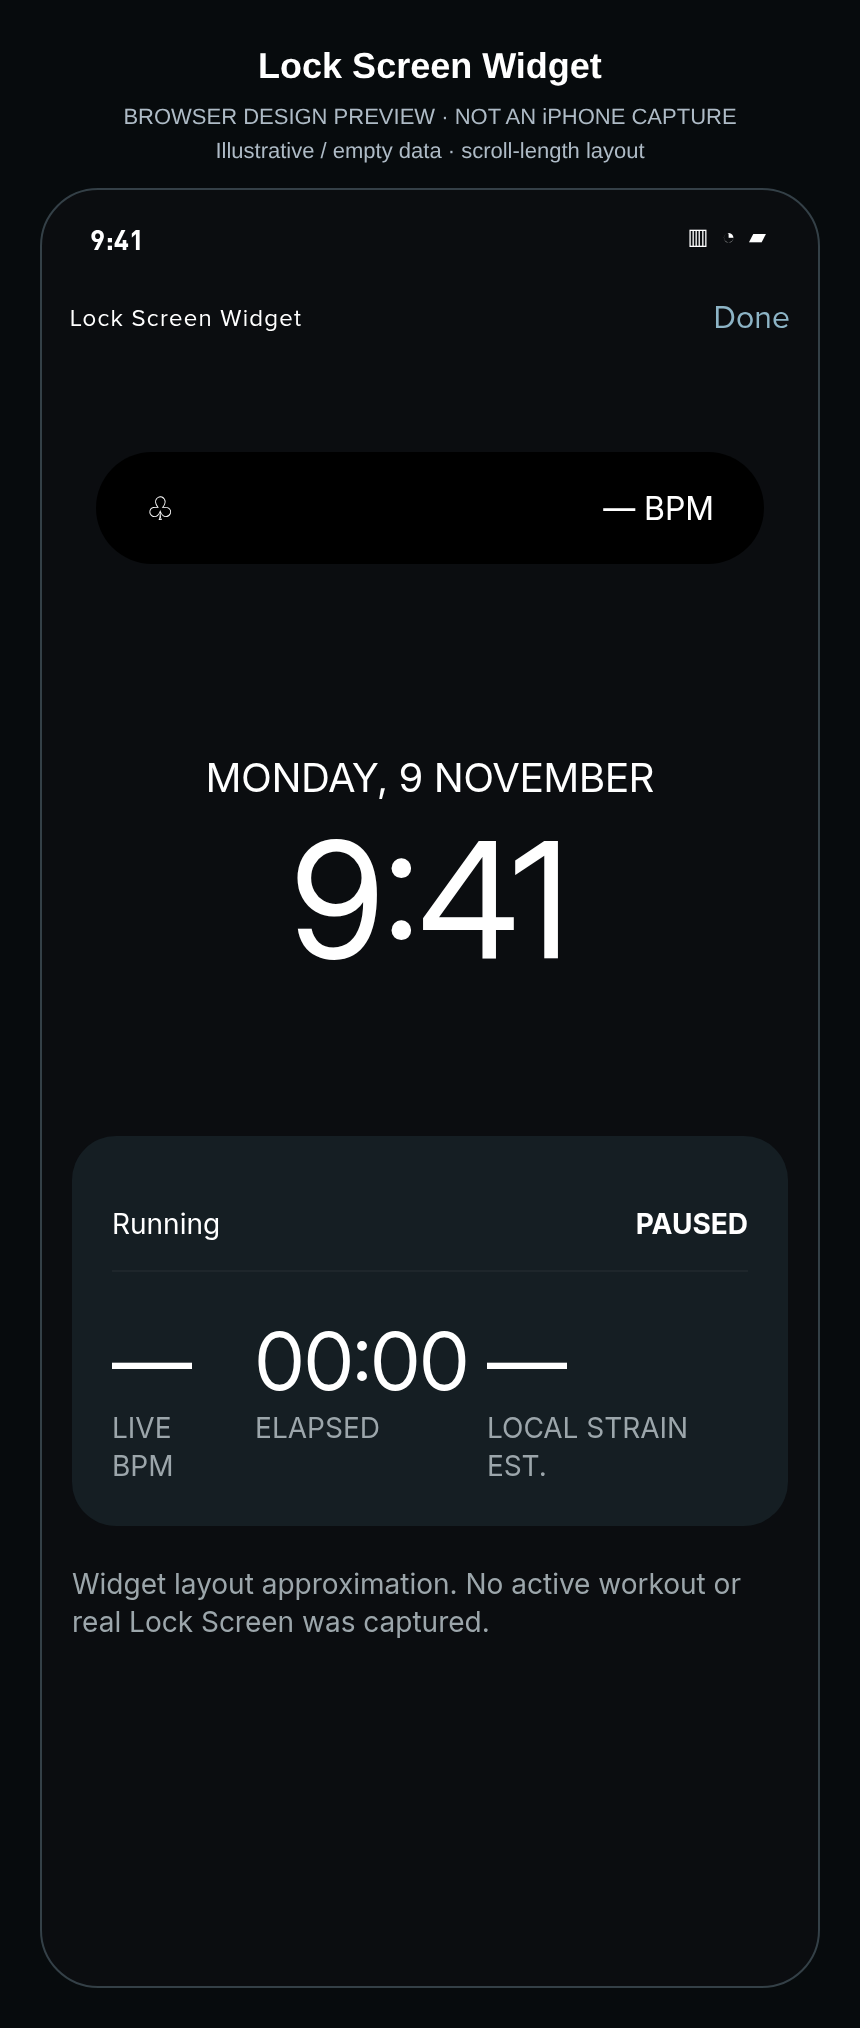 Lock Screen Widget
BROWSER DESIGN PREVIEW · NOT AN iPHONE CAPTURE
Illustrative / empty data · scroll-length layout
9:41
Lock Screen Widget
Done
— BPM
MONDAY, 9 NOVEMBER
9:41
Running
PAUSED
— 00:00 —
LIVE BPM
ELAPSED
LOCAL STRAIN EST.
Widget layout approximation. No active workout or
real Lock Screen was captured.